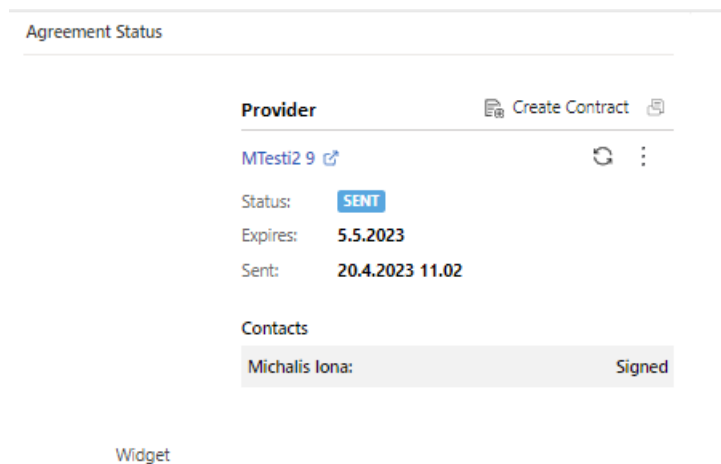 Agreement Status
Provider
Create Contract
MTesti2 9
Status: SENT
Expires: 5.5.2023
Sent: 20.4.2023 11.02
Contacts
Michalis Iona: Signed
Widget